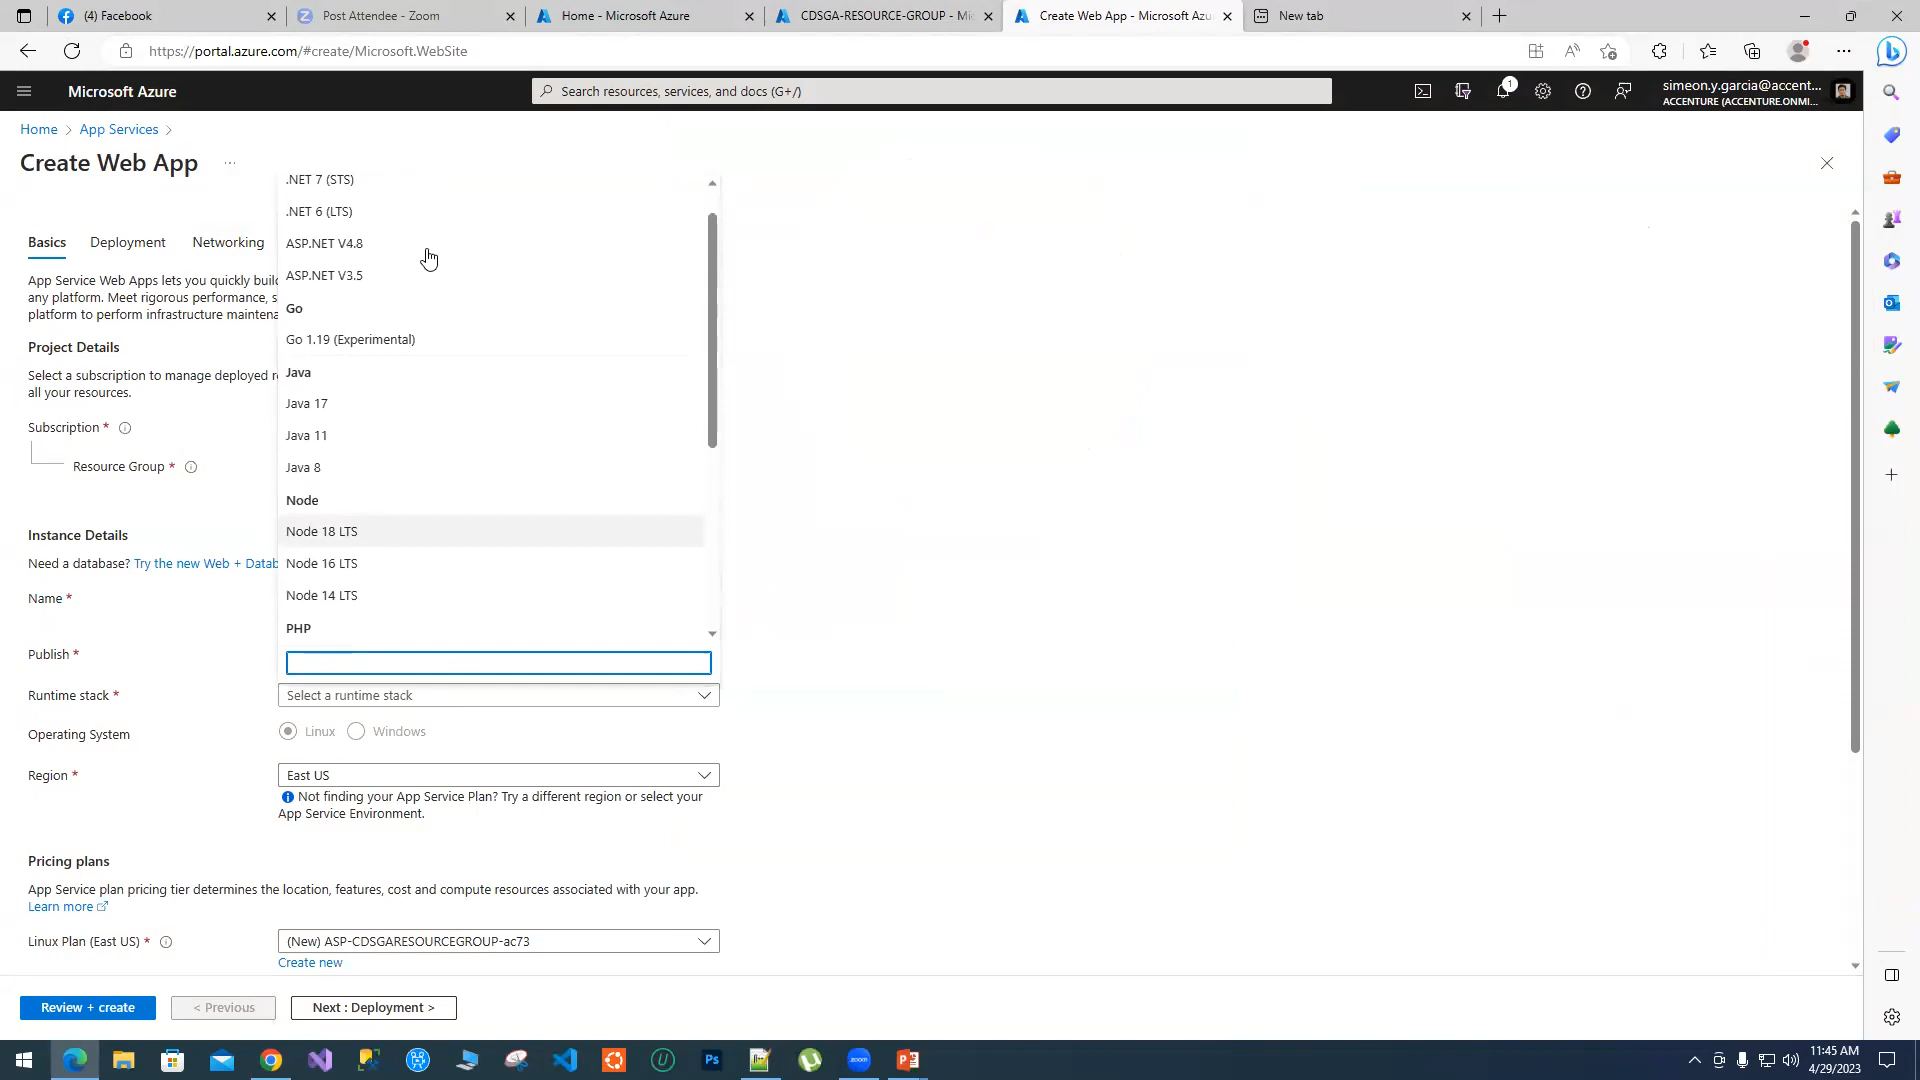 (4) Facebook
Post Attendee - Zoom
Home - Microsoft Azure
CDSGA-RESOURCE-GROUP - Mi
Create Web App - Microsoft Azu
New tab
https://portal.azure.com/#create/Microsoft.WebSite
Microsoft Azure
Search resources, services, and docs (G+/)
1
simeon.y.garcia@accent...
ACCENTURE (ACCENTURE.ONMI...
Home > App Services >
Create Web App ...
.NET 7 (STS)
.NET 6 (LTS)
Basics Deployment Networking
ASP.NET V4.8
ASP.NET V3.5
App Service Web Apps lets you quickly buil
any platform. Meet rigorous performance, s
platform to perform infrastructure maintena
Go
Go 1.19 (Experimental)
Project Details
Java
Select a subscription to manage deployed r
all your resources.
Java 17
Subscription *
Java 11
Resource Group *
Java 8
Node
Instance Details
Node 18 LTS
Need a database? Try the new Web + Datab
Node 16 LTS
Name *
Node 14 LTS
PHP
Publish *
Runtime stack *
Select a runtime stack
Operating System
Linux Windows
Region *
East US
Not finding your App Service Plan? Try a different region or select your
App Service Environment.
Pricing plans
App Service plan pricing tier determines the location, features, cost and compute resources associated with your app.
Learn more
Linux Plan (East US) *
(New) ASP-CDSGARESOURCEGROUP-ac73
Create new
Review + create
< Previous
Next : Deployment >
Ps
zoom
11:45 AM
4/29/2023